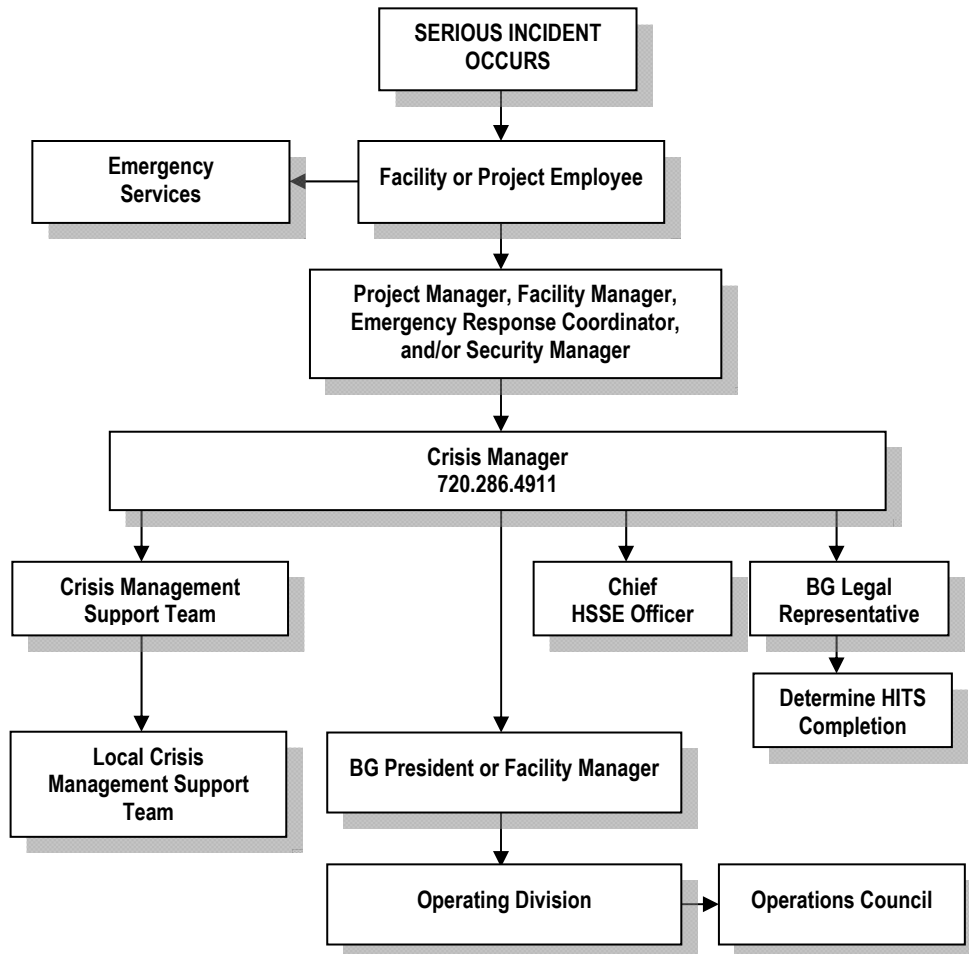 SERIOUS INCIDENT
OCCURS
Emergency
Services
Facility or Project Employee
Project Manager, Facility Manager,
Emergency Response Coordinator,
and/or Security Manager
Crisis Manager
720.286.4911
Crisis Management
Support Team
Chief
HSSE Officer
BG Legal
Representative
Determine HITS
Completion
Local Crisis
Management Support
Team
BG President or Facility Manager
Operating Division
Operations Council